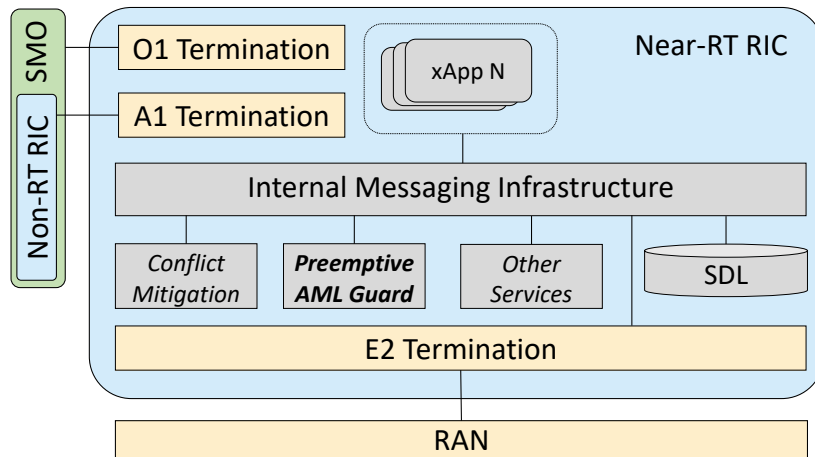 SMO
Non-RT RIC
O1 Termination
A1 Termination
xApp N
Near-RT RIC
Internal Messaging Infrastructure
Conflict
Mitigation
Preemptive
AML Guard
Other
Services
SDL
E2 Termination
RAN